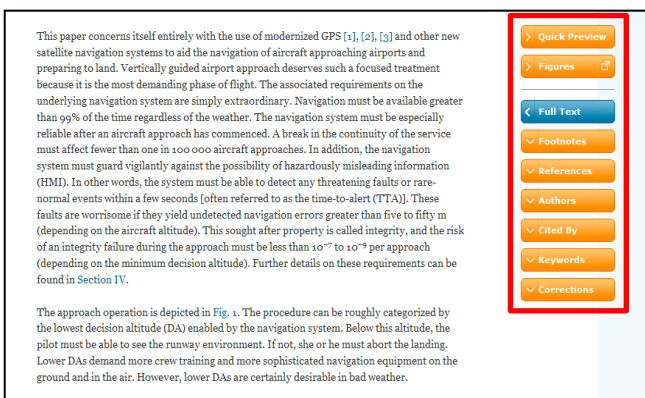 This paper concerns itself entirely with the use of modernized GPS [1], [2], [3] and other new
satellite navigation systems to aid the navigation of aircraft approaching airports and
preparing to land. Vertically guided airport approach deserves such a focused treatment
because it is the most demanding phase of flight. The associated requirements on the
underlying navigation system are simply extraordinary. Navigation must be available greater
than 99% of the time regardless of the weather. The navigation system must be especially
reliable after an aircraft approach has commenced. A break in the continuity of the service
must affect fewer than one in 100 000 aircraft approaches. In addition, the navigation
system must guard vigilantly against the possibility of hazardously misleading information
(HMI). In other words, the system must be able to detect any threatening faults or rare-
normal events within a few seconds [often referred to as the time-to-alert (TTA)]. These
faults are worrisome if they yield undetected navigation errors greater than five to fifty m
(depending on the aircraft altitude). This sought after property is called integrity, and the risk
of an integrity failure during the approach must be less than 10⁻⁷ to 10⁻⁹ per approach
(depending on the minimum decision altitude). Further details on these requirements can be
found in Section IV.
The approach operation is depicted in Fig. 1. The procedure can be roughly categorized by
the lowest decision altitude (DA) enabled by the navigation system. Below this altitude, the
pilot must be able to see the runway environment. If not, she or he must abort the landing.
Lower DAs demand more crew training and more sophisticated navigation equipment on the
ground and in the air. However, lower DAs are certainly desirable in bad weather.
Quick Preview
Figures
Full Text
Footnotes
References
Authors
Cited By
Keywords
Corrections